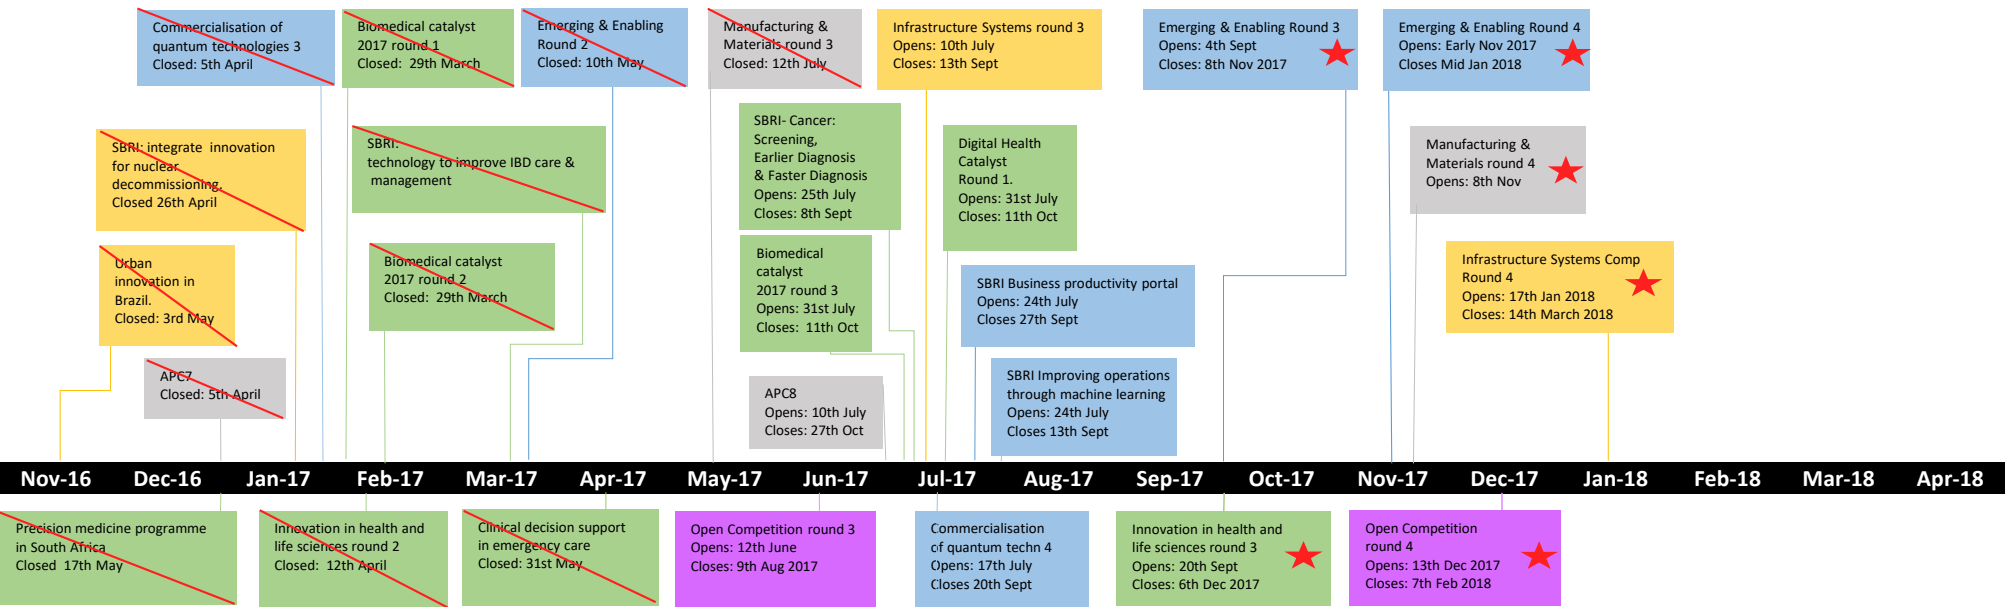 Commercialisation of
quantum technologies 3
Closed: 5th April
Biomedical catalyst
2017 round 1
Closed: 29th March
Emerging & Enabling
Round 2
Closed: 10th May
Manufacturing &
Materials round 3
Closed: 12th July
Infrastructure Systems round 3
Opens: 10th July
Closes: 13th Sept
Emerging & Enabling Round 3
Opens: 4th Sept
Closes: 8th Nov 2017
Emerging & Enabling Round 4
Opens: Early Nov 2017
Closes Mid Jan 2018
SBRI: integrate innovation
for nuclear
decommissioning.
Closed 26th April
SBRI:
technology to improve IBD care &
management
SBRI- Cancer:
Screening,
Earlier Diagnosis
& Faster Diagnosis
Opens: 25th July
Closes: 8th Sept
Digital Health
Catalyst
Round 1.
Opens: 31st July
Closes: 11th Oct
Manufacturing &
Materials round 4
Opens: 8th Nov
Urban
innovation in
Brazil.
Closed: 3rd May
Biomedical catalyst
2017 round 2
Closed: 29th March
Biomedical
catalyst
2017 round 3
Opens: 31st July
Closes: 11th Oct
SBRI Business productivity portal
Opens: 24th July
Closes 27th Sept
Infrastructure Systems Comp
Round 4
Opens: 17th Jan 2018
Closes: 14th March 2018
APC7
Closed: 5th April
APC8
Opens: 10th July
Closes: 27th Oct
SBRI Improving operations
through machine learning
Opens: 24th July
Closes 13th Sept
Nov-16 Dec-16 Jan-17 Feb-17 Mar-17 Apr-17 May-17 Jun-17 Jul-17 Aug-17 Sep-17 Oct-17 Nov-17 Dec-17 Jan-18 Feb-18 Mar-18 Apr-18
Precision medicine programme
in South Africa
Closed 17th May
Innovation in health and
life sciences round 2
Closed: 12th April
Clinical decision support
in emergency care
Closed: 31st May
Open Competition round 3
Opens: 12th June
Closes: 9th Aug 2017
Commercialisation
of quantum techn 4
Opens: 17th July
Closes 20th Sept
Innovation in health and
life sciences round 3
Opens: 20th Sept
Closes: 6th Dec 2017
Open Competition
round 4
Opens: 13th Dec 2017
Closes: 7th Feb 2018